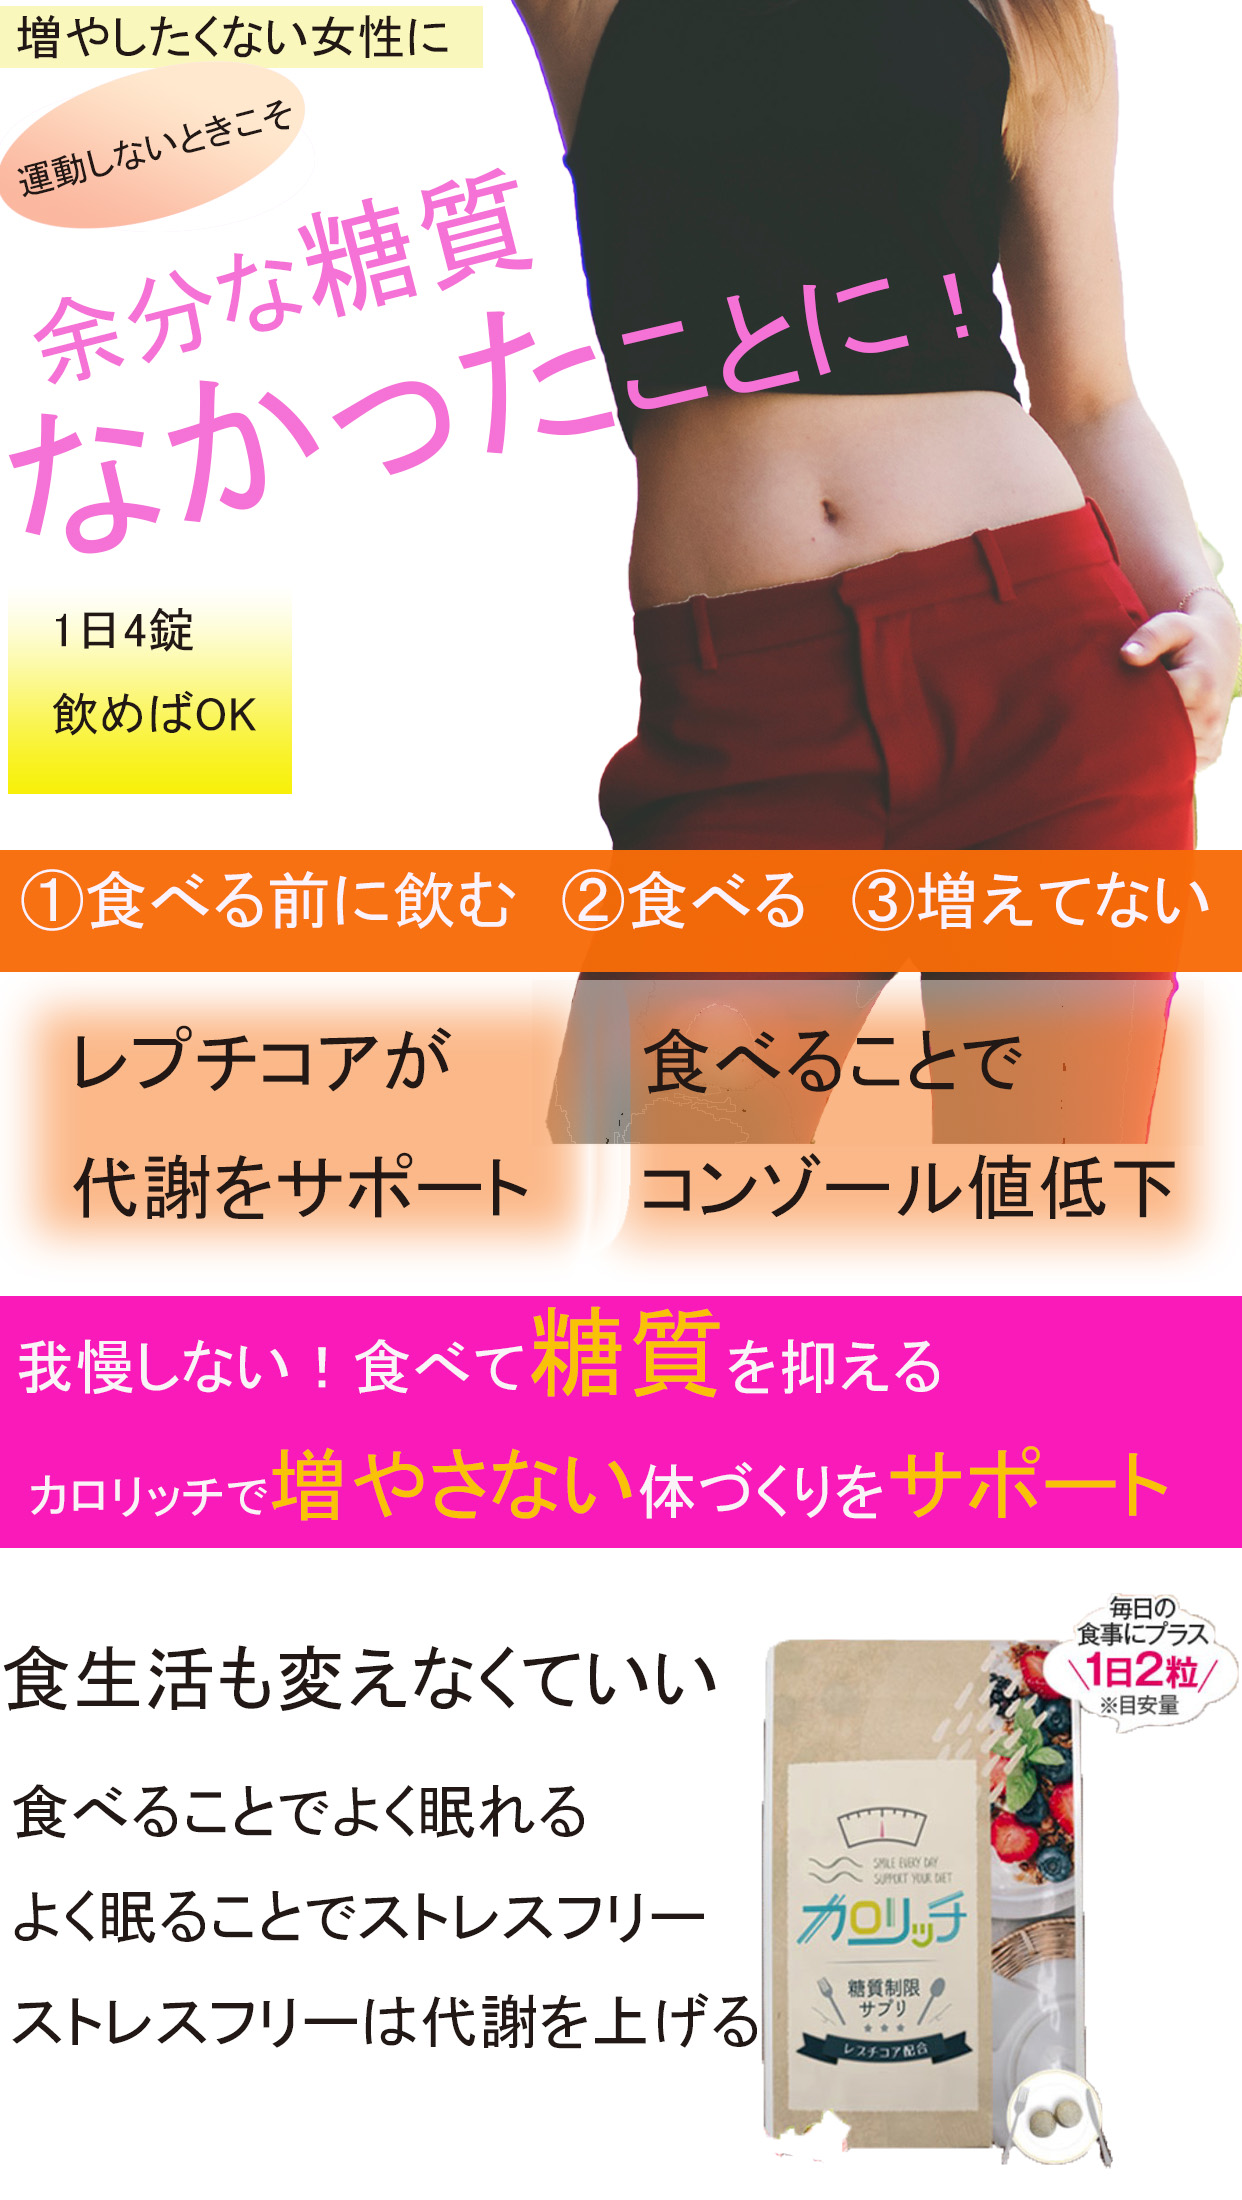 増やしたくない女性に
運動しないときこそ
余分な糖質
なかったことに！
1日4錠
飲めばOK
①食べる前に飲む ②食べる ③増えてない
レプチコアが
代謝をサポート
食べることで
コンゾール値低下
我慢しない！食べて糖質を抑える
カロリッチで増やさない体づくりをサポート
毎日の
食事にプラス
1日2粒
※目安量
食生活も変えなくていい
食べることでよく眠れる
よく眠ることでストレスフリー
ストレスフリーは代謝を上げる
SMILE EVERY DAY
SUPPORT YOUR DIET
カロリッチ
糖質制限
サプリ
レプチコア配合